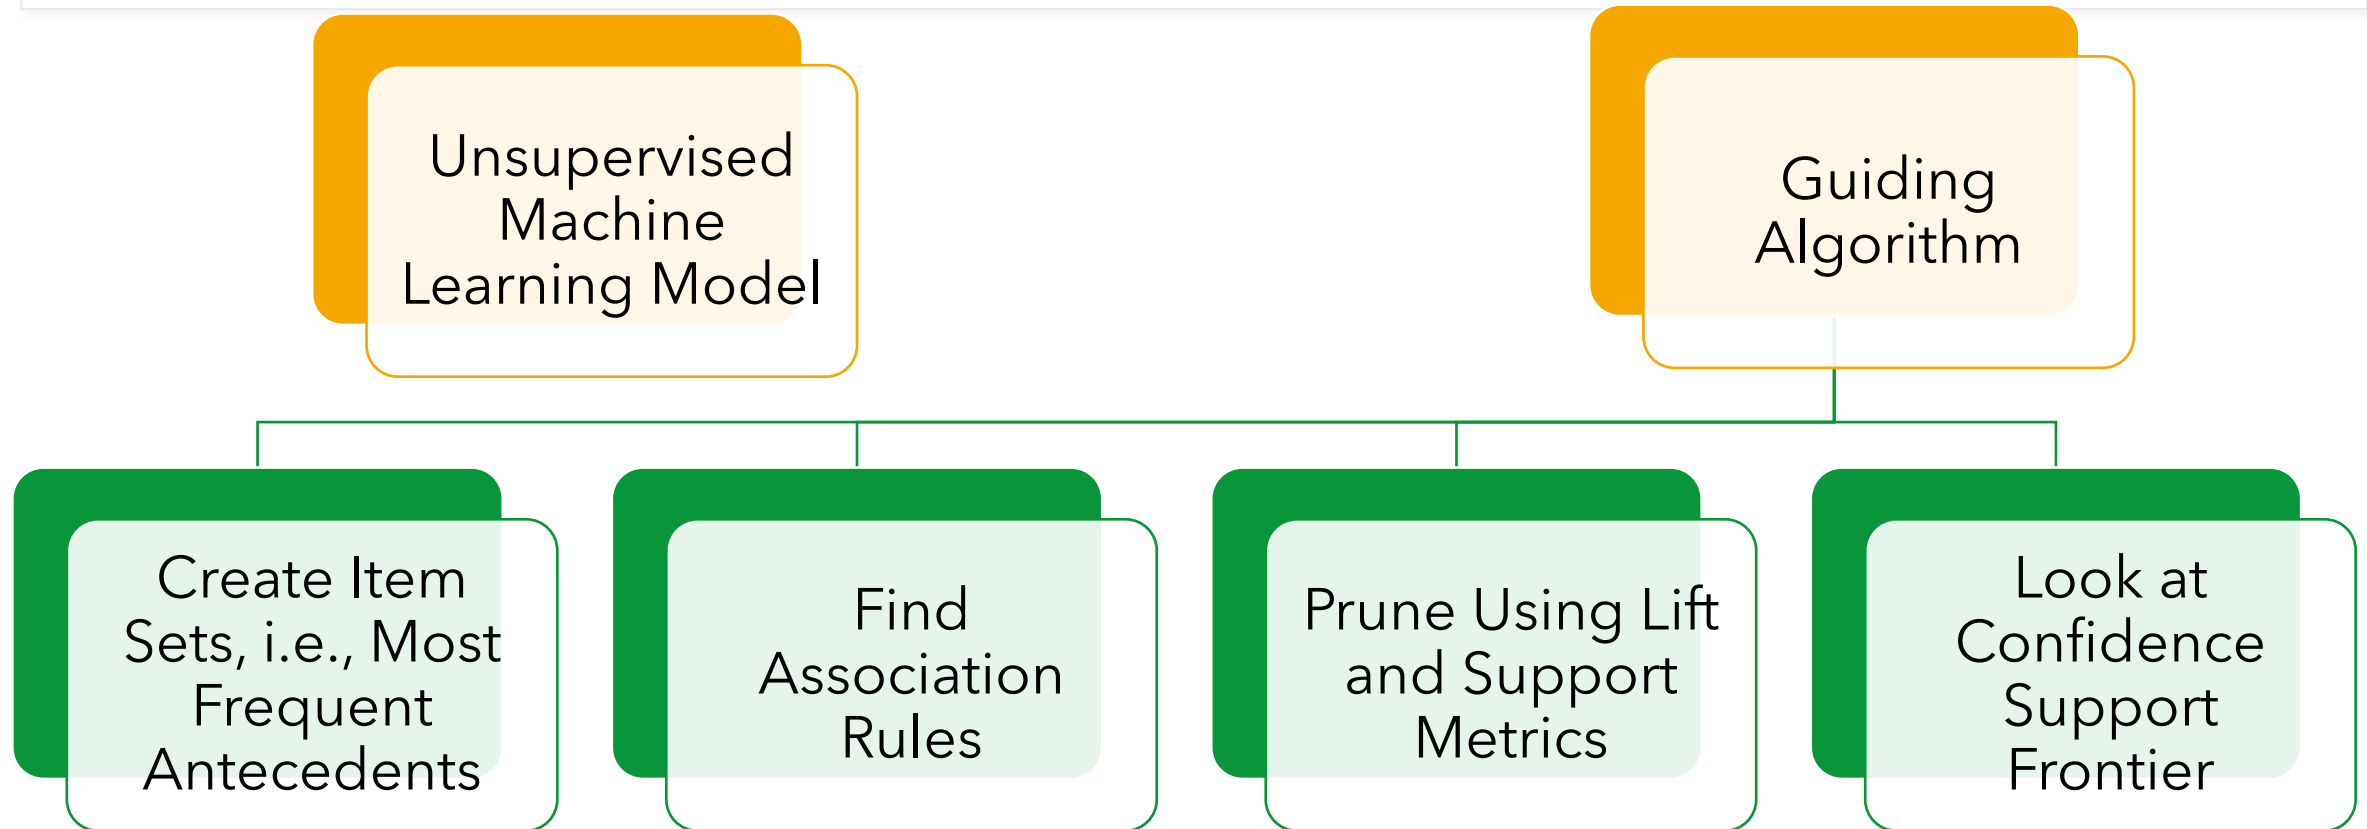 Unsupervised
Machine
Learning Model
Guiding
Algorithm
Create Item
Sets, i.e., Most
Frequent
Antecedents
Find
Association
Rules
Prune Using Lift
and Support
Metrics
Look at
Confidence
Support
Frontier